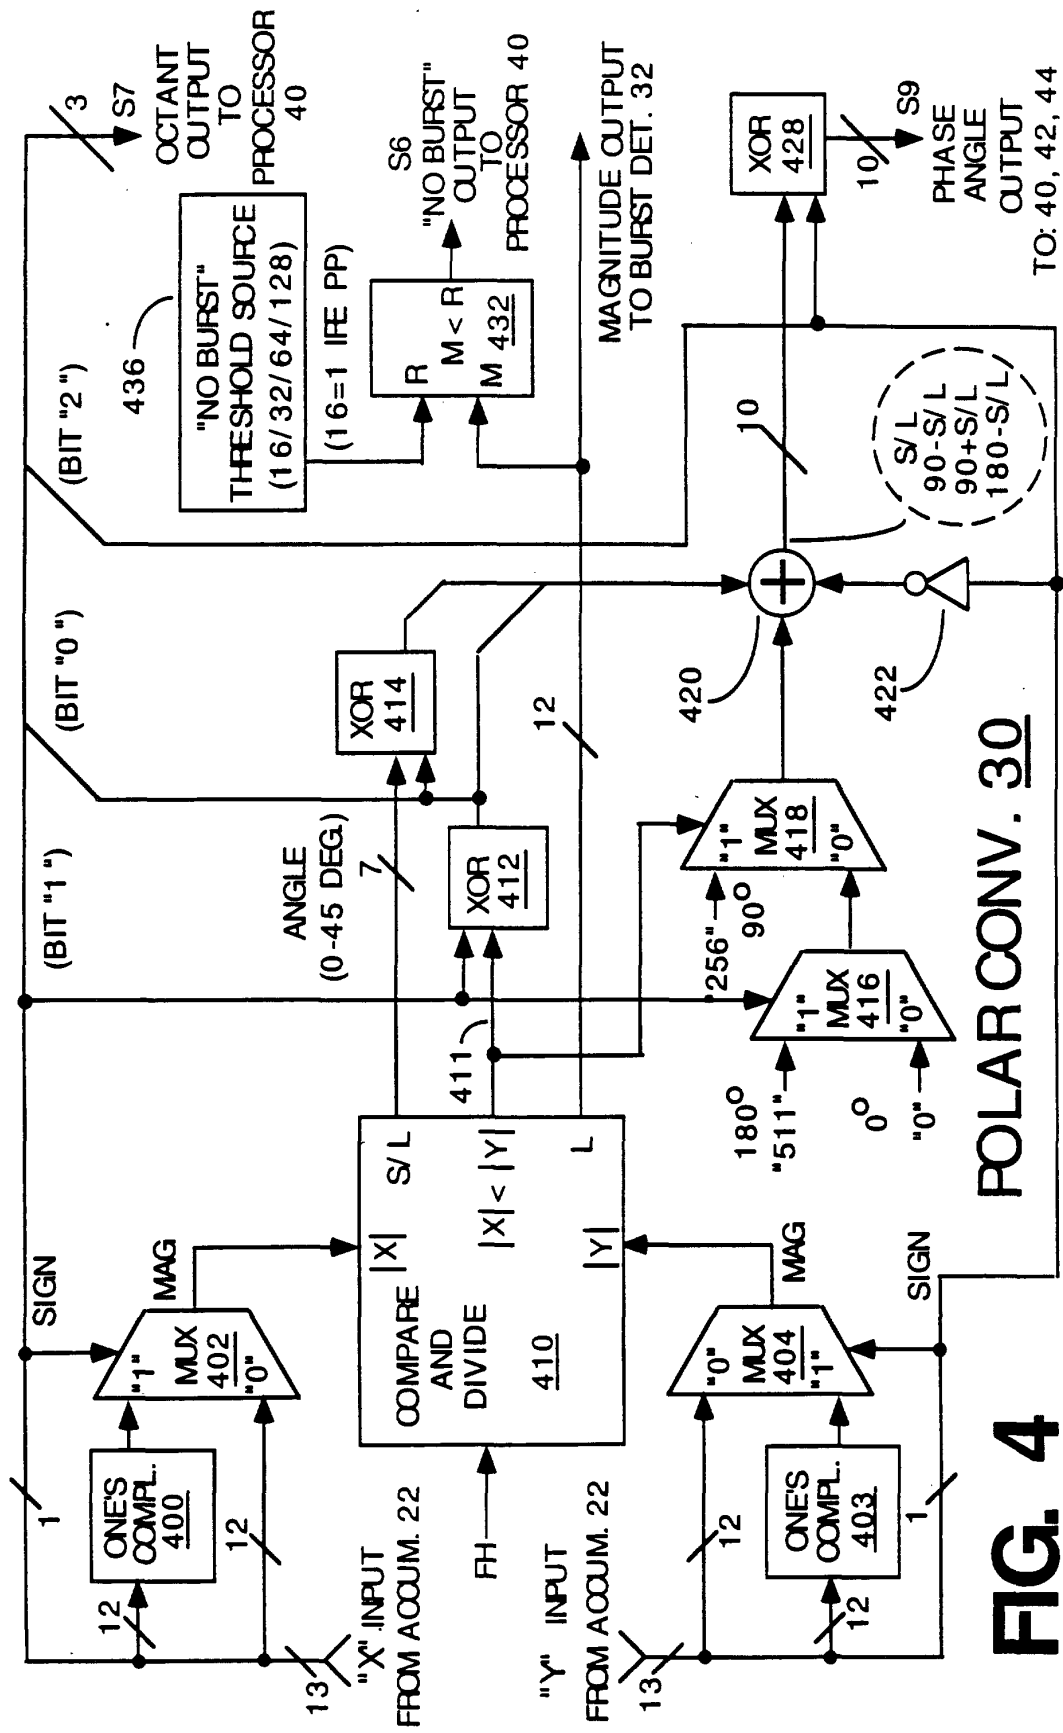 3
S7
OCTANT
OUTPUT
TO
PROCESSOR
40
(BIT "2")
(BIT "0")
(BIT "1")
436
"NO BURST"
THRESHOLD SOURCE
(16/32/64/128)
(16=1 IRE PP)
S6
"NO BURST"
OUTPUT
TO
PROCESSOR 40
R
M < R
M 432
MAGNITUDE OUTPUT
TO BURST DET. 32
SIGN
1
ONE'S
COMPL.
400
12
12
"1"
MUX
402
"0"
MAG
13
"X" INPUT
FROM ACCUM. 22
FH
COMPARE
AND
DIVIDE
410
|X|
S/L
|X| < |Y|
|Y|
L
411
ANGLE
(0-45 DEG.)
7
XOR
412
XOR
414
12
"Y" INPUT
FROM ACCUM. 22
13
12
12
ONE'S
COMPL.
403
1
"0"
MUX
404
"1"
MAG
SIGN
180°
"511"
0°
"0"
"1"
MUX
416
"0"
"256"
90°
"1"
MUX
418
"0"
420
422
10
S/L
90-S/L
90+S/L
180-S/L
XOR
428
10
S9
PHASE
ANGLE
OUTPUT
TO: 40, 42, 44
POLAR CONV. 30
FIG. 4